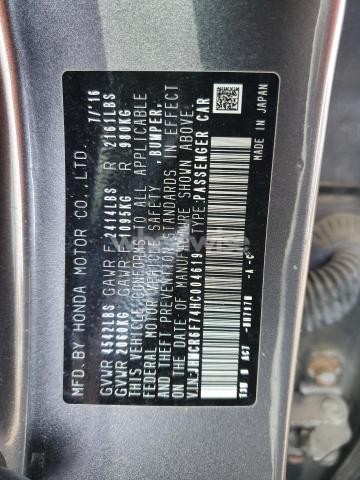 MFD. BY HONDA MOTOR CO., LTD. 7/'16
GVWR 4532LBS GAWR F 2414LBS R 2161LBS
GVWR 2060KG GAWR F 1095KG R 980KG
THIS VEHICLE CONFORMS TO ALL APPLICABLE
FEDERAL MOTOR VEHICLE SAFETY, BUMPER,
AND THEFT PREVENTION STANDARDS IN EFFECT
ON THE DATE OF MANUFACTURE SHOWN ABOVE.
V.I.N.: TYPE:PASSENGER CAR
MADE IN JAPAN